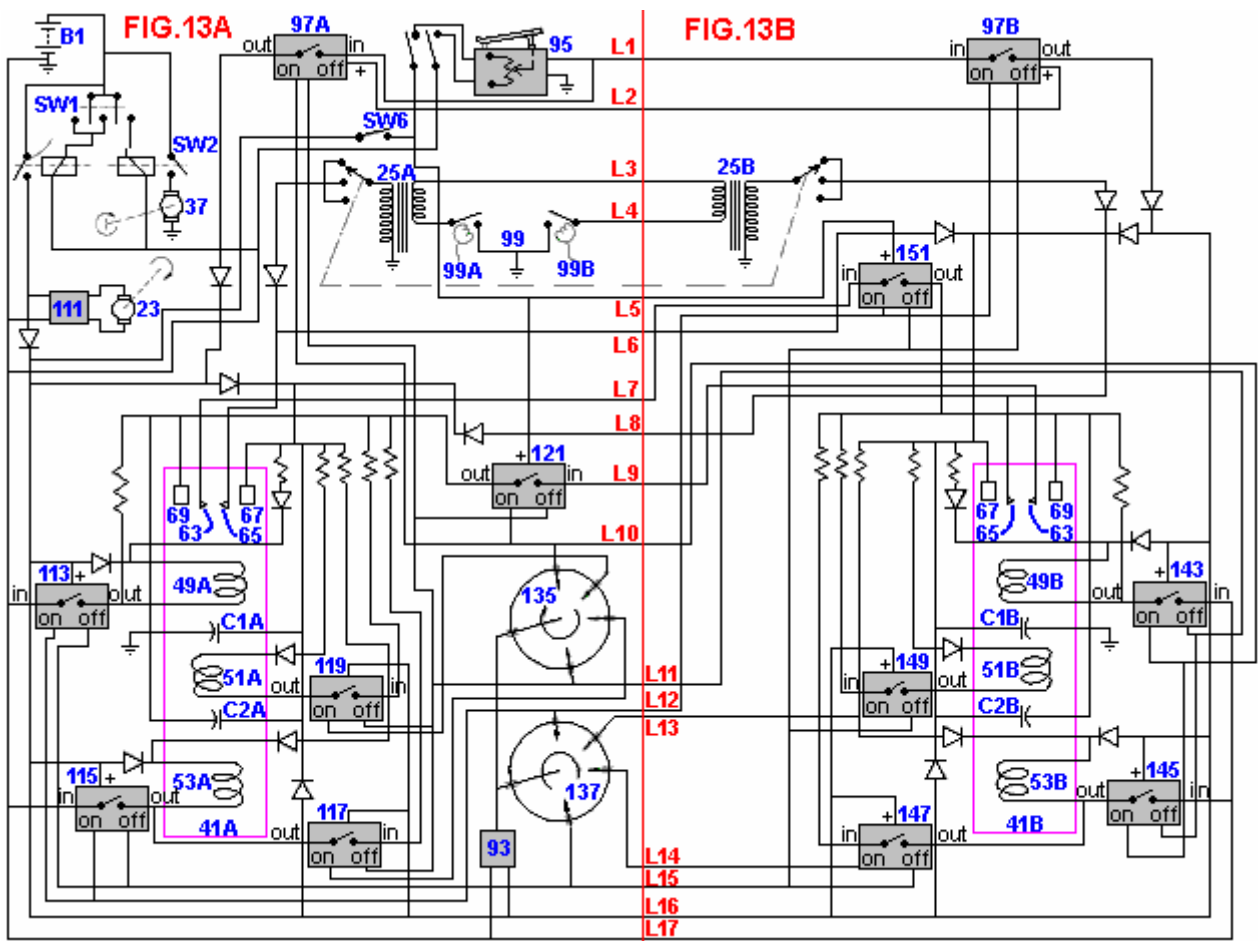 FIG.13A
FIG.13B
B1
97A
out
in
on off +
95
L1
97B
in
out
on off +
L2
SW1
SW6
SW2
25A
L3
25B
37
L4
99
99A
99B
+ 151
in
out
on off
111
23
L5
L6
L7
L8
+ 121
out
in
on off
L9
69
63
67
65
67
65
69
63
L10
113
+
in
out
on off
49A
135
49B
143
+
out
in
on off
C1A
C1B
51A
119
out
in
on off
L11
149
+
in
out
on off
51B
L12
C2A
L13
C2B
115
+
in
out
on off
53A
137
53B
145
+
out
in
on off
41A
117
out
in
on off
93
147
+
in
out
on off
41B
L14
L15
L16
L17